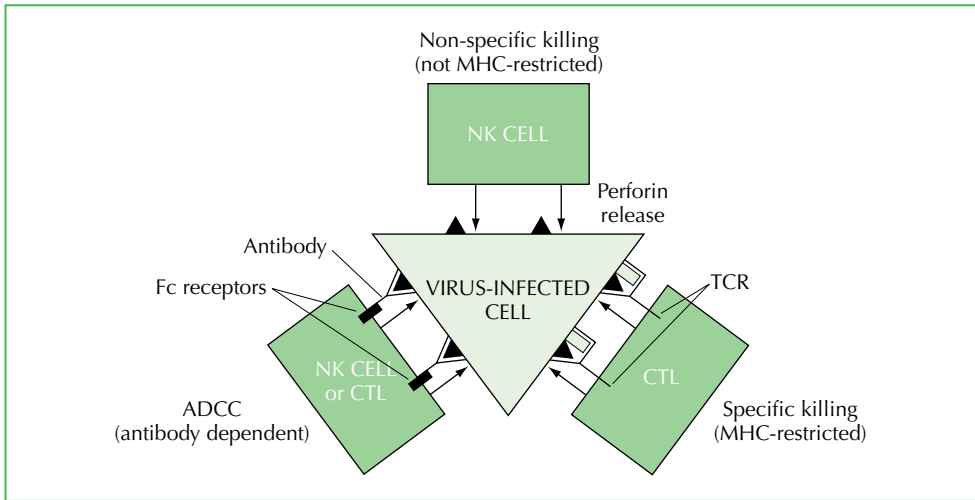 Non-specific killing
(not MHC-restricted)
NK CELL
Perforin
release
Antibody
Fc receptors
VIRUS-INFECTED
CELL
TCR
NK CELL
or CTL
CTL
ADCC
(antibody dependent)
Specific killing
(MHC-restricted)